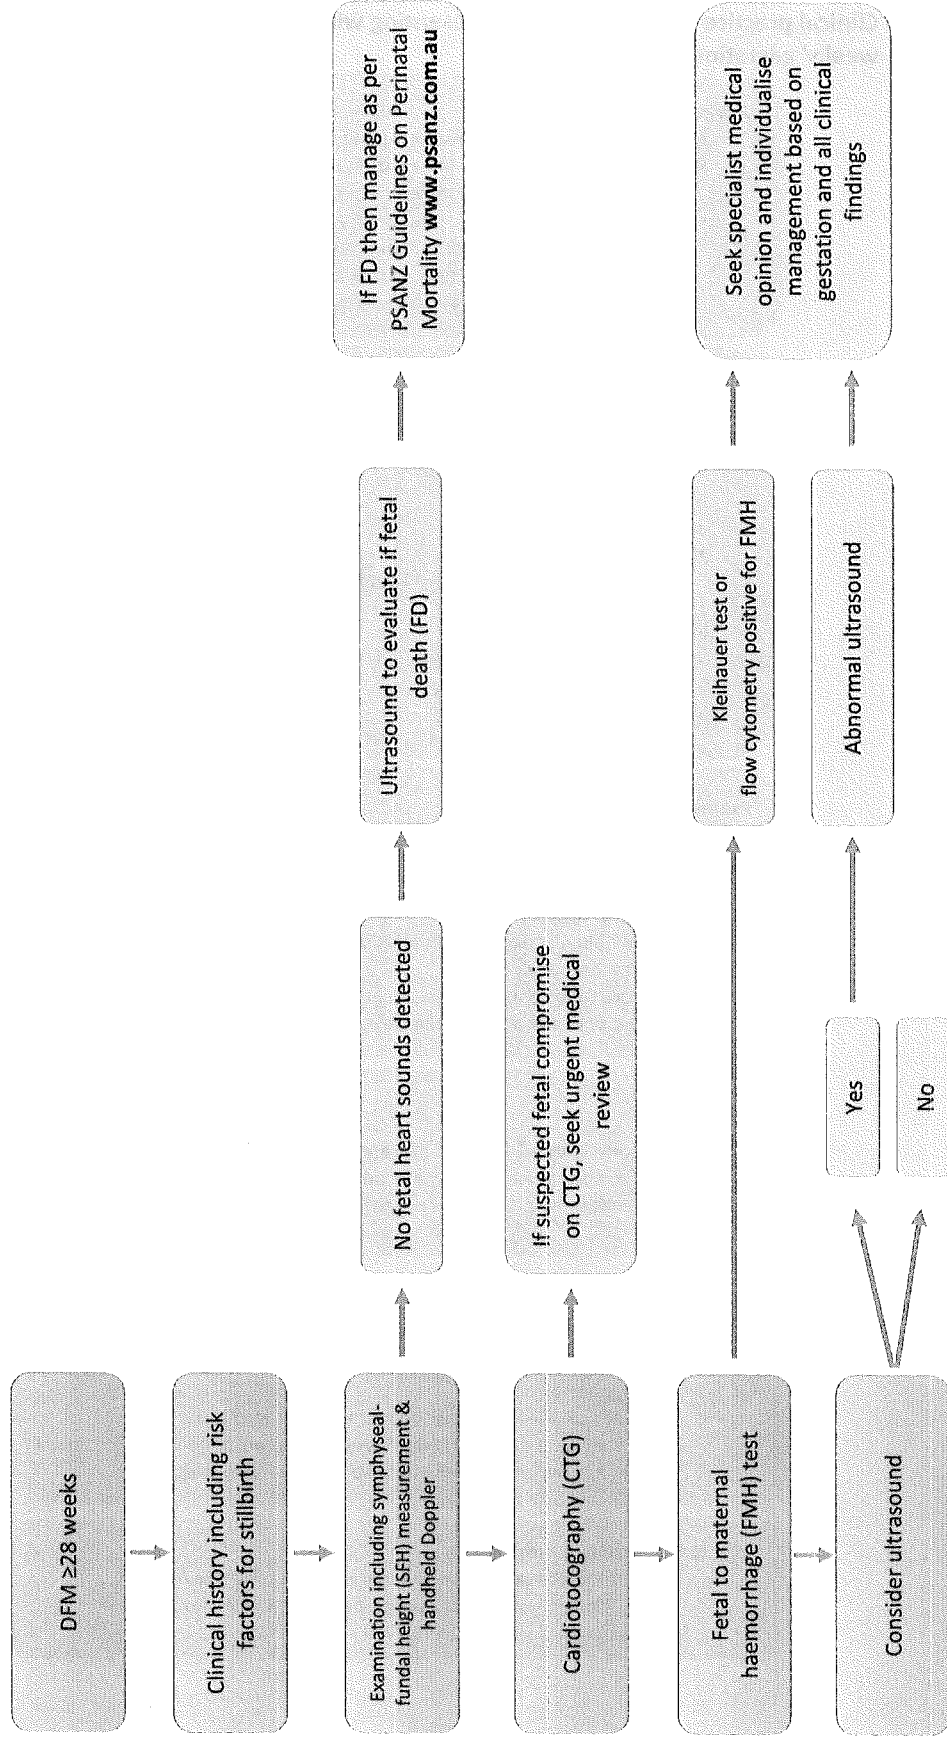 DFM ≥28 weeks
Clinical history including risk
factors for stillbirth
Examination including symphyseal-
fundal height (SFH) measurement &
handheld Doppler
No fetal heart sounds detected
Ultrasound to evaluate if fetal
death (FD)
If FD then manage as per
PSANZ Guidelines on Perinatal
Mortality www.psanz.com.au
Cardiotocography (CTG)
If suspected fetal compromise
on CTG, seek urgent medical
review
Fetal to maternal
haemorrhage (FMH) test
Kleihauer test or
flow cytometry positive for FMH
Seek specialist medical
opinion and individualise
management based on
gestation and all clinical
findings
Consider ultrasound
Yes
No
Abnormal ultrasound